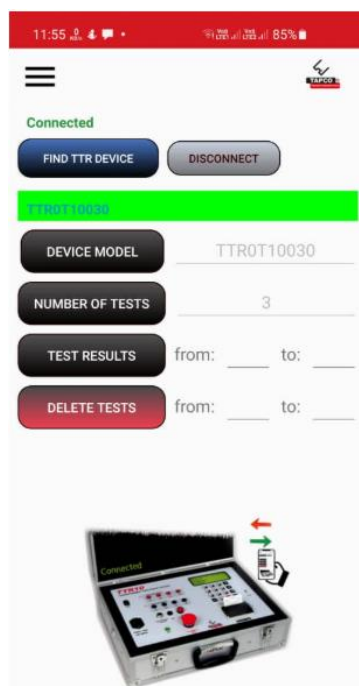 11:55
85%
TAPCO
Connected
FIND TTR DEVICE DISCONNECT
TTR0T10030
DEVICE MODEL TTR0T10030
NUMBER OF TESTS 3
TEST RESULTS from: to:
DELETE TESTS from: to:
Connected